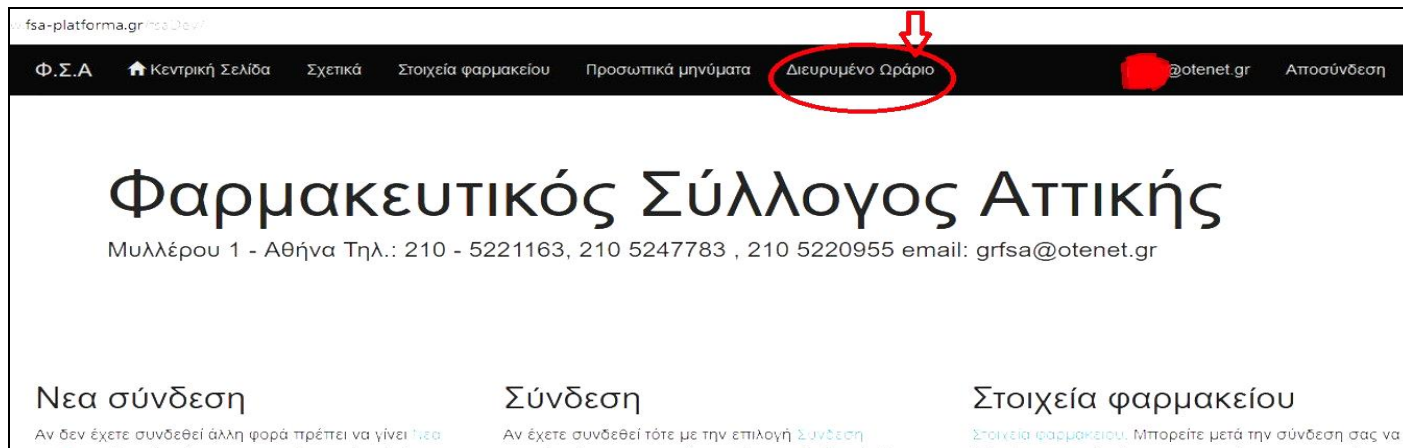 fsa-platforma.gr
Φ.Σ.Α Κεντρική Σελίδα Σχετικά Στοιχεία φαρμακείου Προσωπικά μηνύματα Διευρυμένο Ωράριο @otenet.gr Αποσύνδεση
Φαρμακευτικός Σύλλογος Αττικής
Μυλλέρου 1 - Αθήνα Τηλ.: 210 - 5221163, 210 5247783 , 210 5220955 email: grfsa@otenet.gr
Νεα σύνδεση
Αν δεν έχετε συνδεθεί άλλη φορά πρέπει να γίνει Νεα
Σύνδεση
Αν έχετε συνδεθεί τότε με την επιλογή Σύνδεση
Στοιχεία φαρμακείου
Στοιχεία φαρμακείου. Μπορείτε μετά την σύνδεση σας να